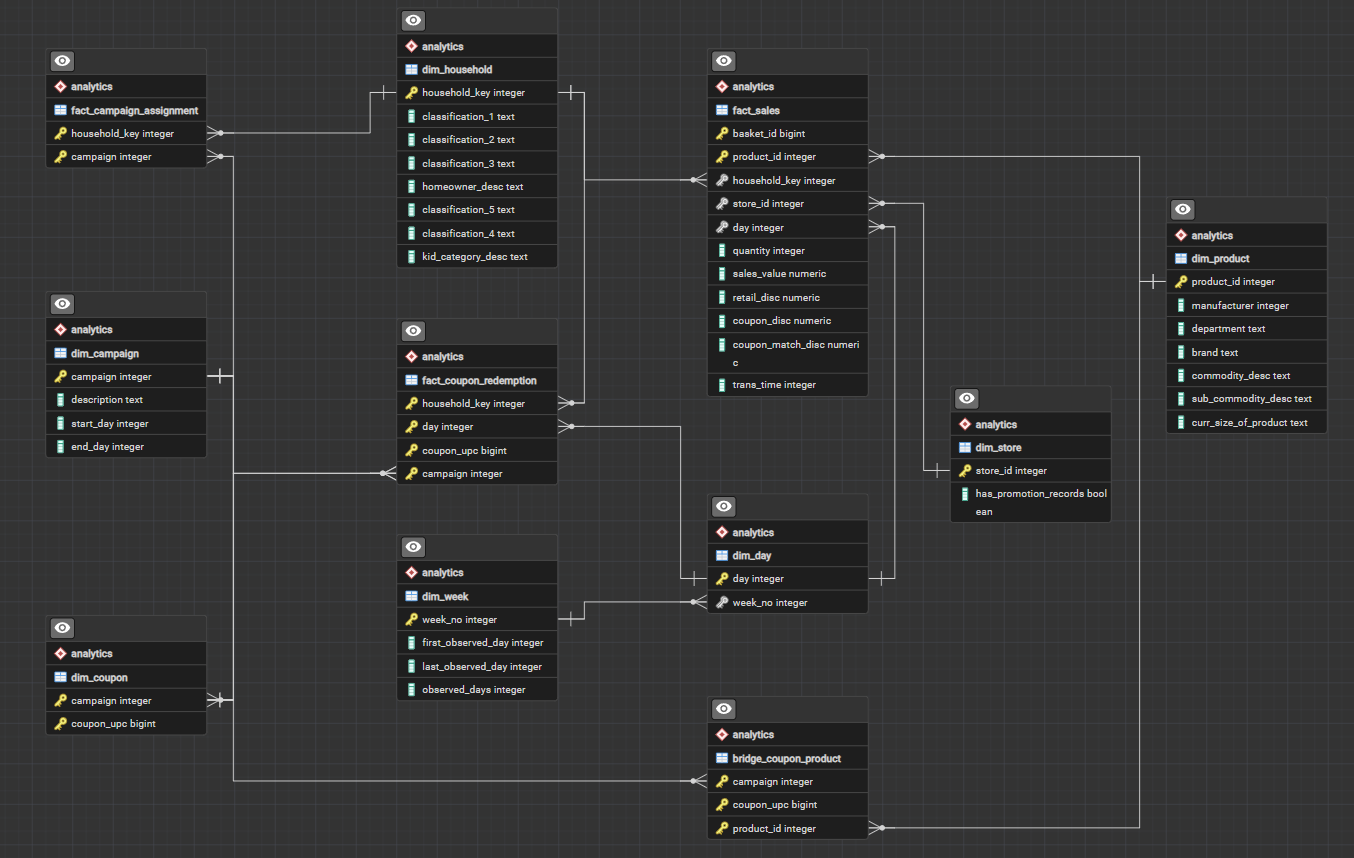 analytics
fact_campaign_assignment
household_key integer
campaign integer
analytics
dim_campaign
campaign integer
description text
start_day integer
end_day integer
analytics
dim_coupon
campaign integer
coupon_upc bigint
analytics
dim_household
household_key integer
classification_1 text
classification_2 text
classification_3 text
homeowner_desc text
classification_5 text
classification_4 text
kid_category_desc text
analytics
fact_coupon_redemption
household_key integer
day integer
coupon_upc bigint
campaign integer
analytics
dim_week
week_no integer
first_observed_day integer
last_observed_day integer
observed_days integer
analytics
fact_sales
basket_id bigint
product_id integer
household_key integer
store_id integer
day integer
quantity integer
sales_value numeric
retail_disc numeric
coupon_disc numeric
coupon_match_disc numeri
c
trans_time integer
analytics
dim_day
day integer
week_no integer
analytics
bridge_coupon_product
campaign integer
coupon_upc bigint
product_id integer
analytics
dim_store
store_id integer
has_promotion_records bool
ean
analytics
dim_product
product_id integer
manufacturer integer
department text
brand text
commodity_desc text
sub_commodity_desc text
curr_size_of_product text